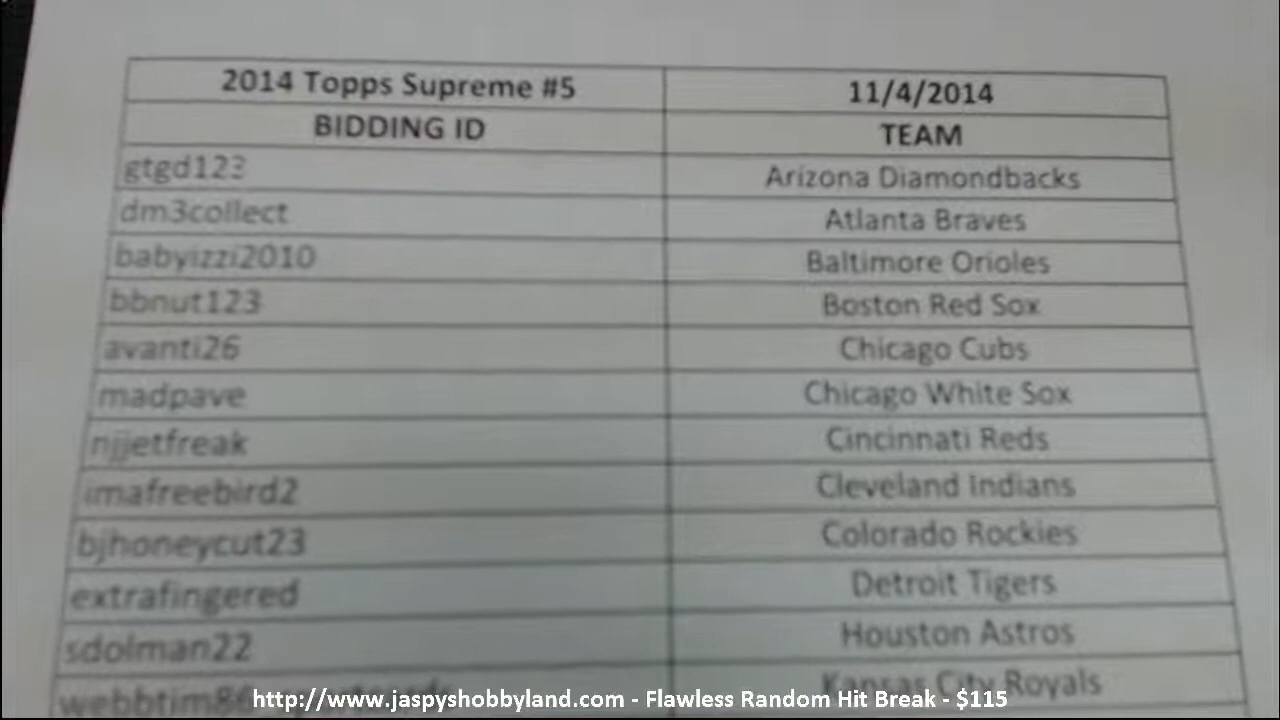 2014 Topps Supreme #5 11/4/2014
BIDDING ID TEAM
gtgd123 Arizona Diamondbacks
dm3collect Atlanta Braves
babyizzi2010 Baltimore Orioles
bbnut123 Boston Red Sox
avanti26 Chicago Cubs
madpave Chicago White Sox
njjetfreak Cincinnati Reds
imafreebird2 Cleveland Indians
bjhoneycut23 Colorado Rockies
extrafingered Detroit Tigers
sdolman22 Houston Astros
Kansas City Royals
http://www.jaspyshobbyland.com - Flawless Random Hit Break - $115